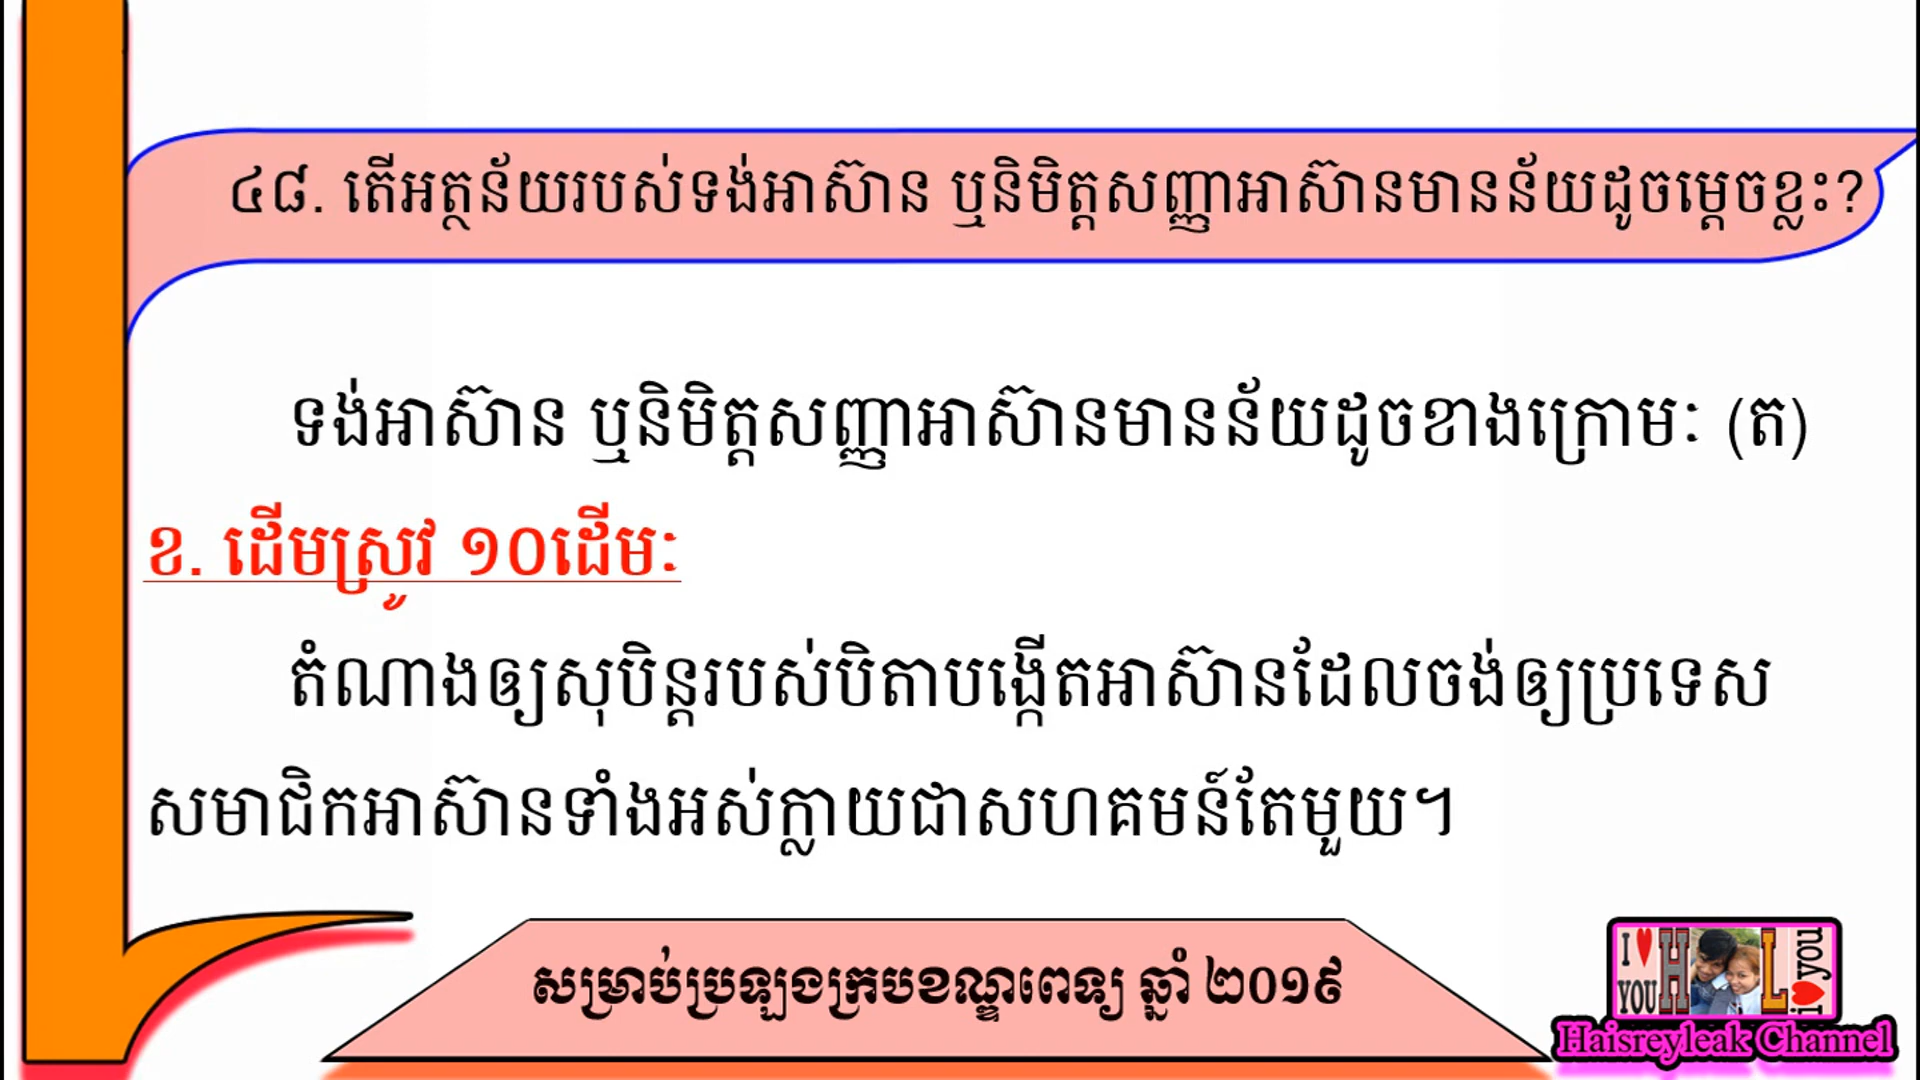 ៤៨. តើអត្ថន័យរបស់ទង់អាស៊ាន ឬនិមិត្តសញ្ញាអាស៊ានមានន័យដូចម្តេចខ្លះ?
ទង់អាស៊ាន ឬនិមិត្តសញ្ញាអាស៊ានមានន័យដូចខាងក្រោមៈ (ត)
ខ. ដើមស្រូវ ១០ដើមៈ
តំណាងឲ្យសុបិន្តរបស់បិតាបង្កើតអាស៊ានដែលចង់ឲ្យប្រទេស
សមាជិកអាស៊ានទាំងអស់ក្លាយជាសហគមន៍តែមួយ។
សម្រាប់ប្រឡងក្របខណ្ឌពេទ្យ ឆ្នាំ ២០១៩
I ♥ YOU
H L
i ♥ you
Haisreyleak Channel